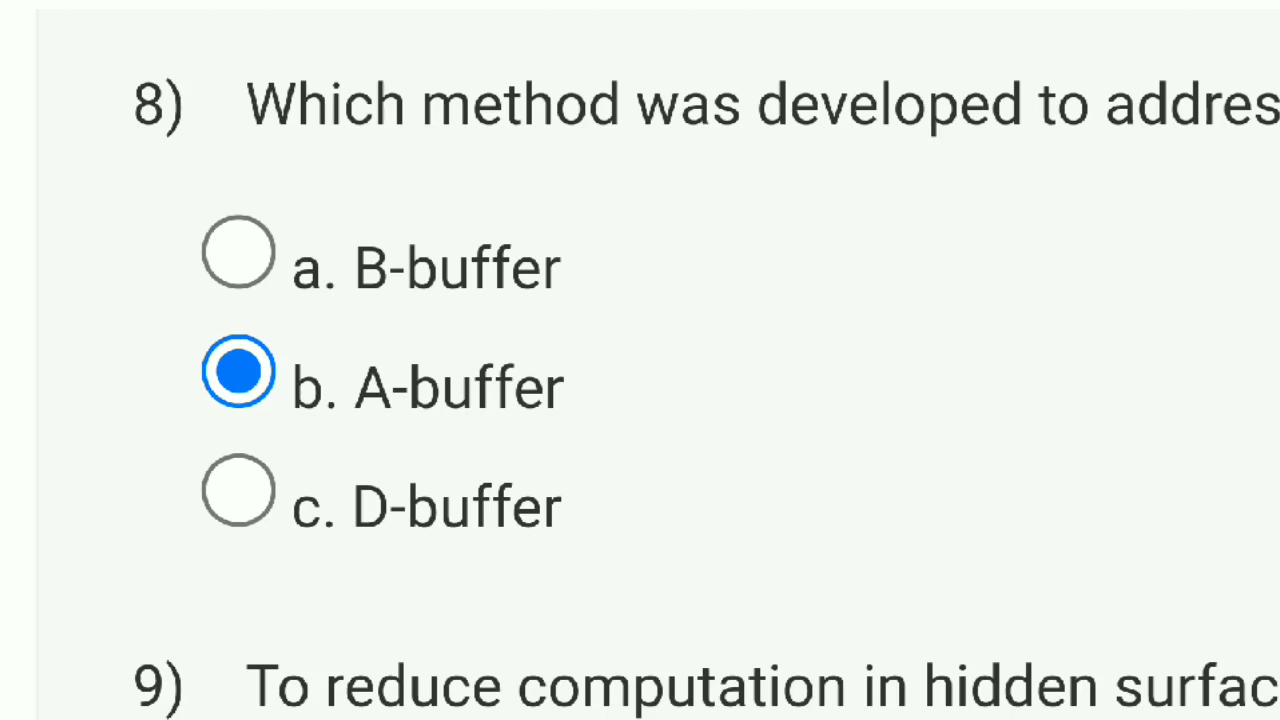 8) Which method was developed to addres
a. B-buffer
b. A-buffer
c. D-buffer
9) To reduce computation in hidden surfac